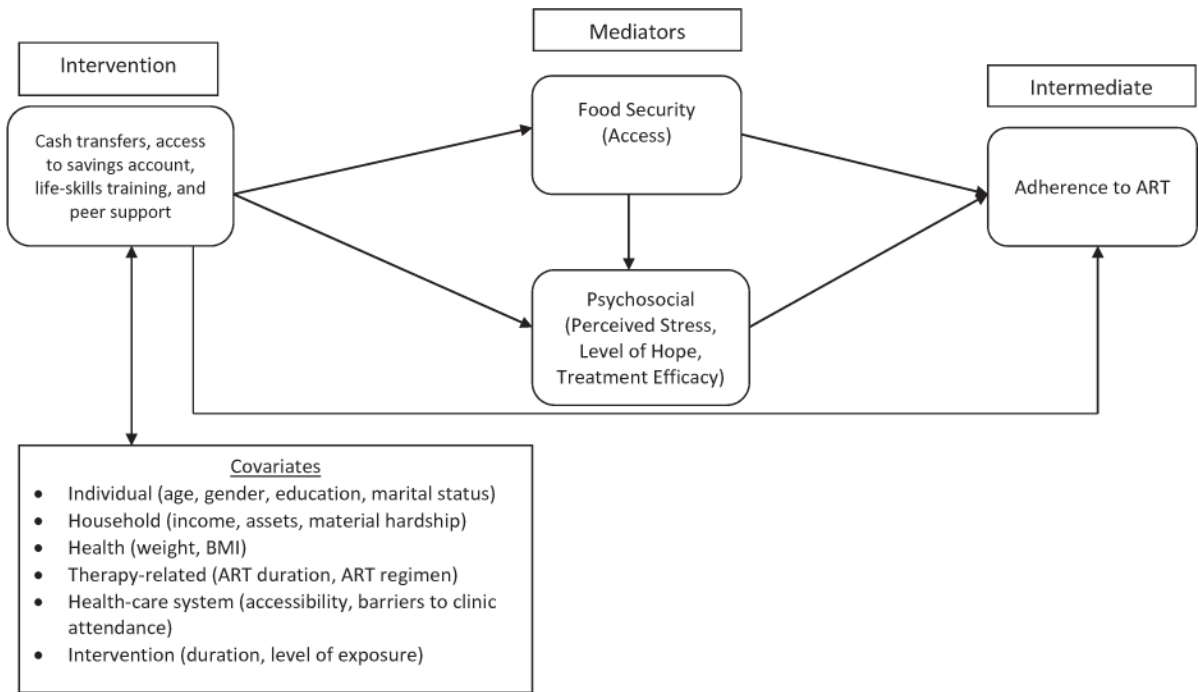 Intervention
Cash transfers, access
to savings account,
life-skills training, and
peer support
Mediators
Food Security
(Access)
Psychosocial
(Perceived Stress,
Level of Hope,
Treatment Efficacy)
Intermediate
Adherence to ART
Covariates
• Individual (age, gender, education, marital status)
• Household (income, assets, material hardship)
• Health (weight, BMI)
• Therapy-related (ART duration, ART regimen)
• Health-care system (accessibility, barriers to clinic
attendance)
• Intervention (duration, level of exposure)